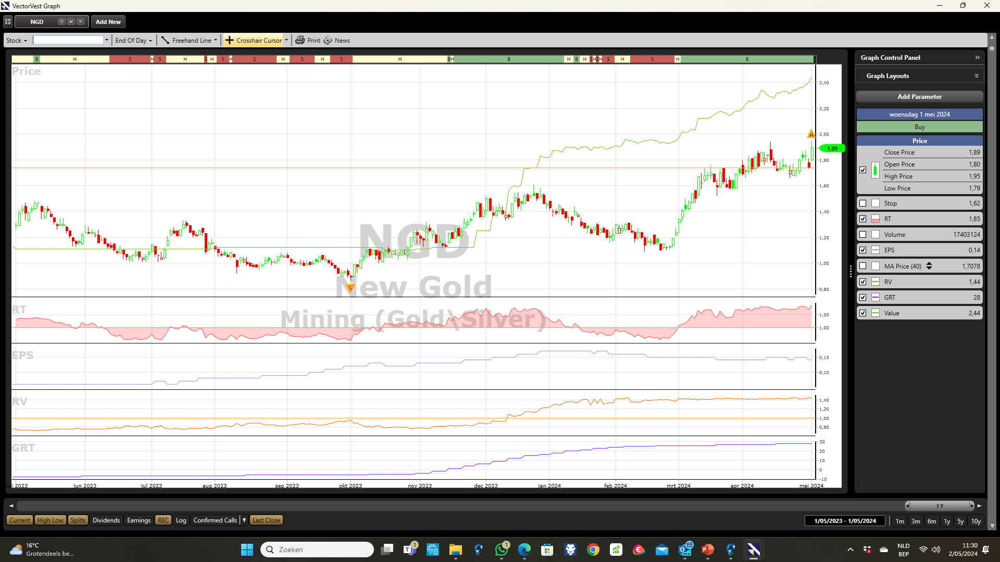 VectorVest Graph
NGD Add New
Stock End Of Day Freehand Line Crosshair Cursor Print News
B H S H S H S H S H S H S H S H B H B H B H S H S H S H S H B
Price
2,40
2,20
2,00
1,89
1,80
1,60
1,40
1,20
1,00
0,80
H
L
NGD
New Gold
Mining (Gold\Silver)
RT
1,50
1,00
EPS
0,15
0,10
RV
1,40
1,20
1,00
0,80
GRT
30
20
10
0
-10
mei 2023 jun 2023 jul 2023 aug 2023 sep 2023 okt 2023 nov 2023 dec 2023 jan 2024 feb 2024 mrt 2024 apr 2024 mei 2024
Graph Control Panel
Graph Layouts
Add Parameter
woensdag 1 mei 2024
Buy
Price
Close Price 1,89
Open Price 1,80
High Price 1,95
Low Price 1,79
Stop 1,62
RT 1,85
Volume 17403124
EPS 0,14
MA Price (40) 1,7078
RV 1,44
GRT 28
Value 2,44
1 Y
Current High Low Splits Dividends Earnings REC Log Confirmed Calls Last Close
1/05/2023 - 1/05/2024 1m 3m 6m 1y 5y 10y
16°C
Grotendeels be...
Zoeken
1
1
NEW
NLD
BEP
11:30
2/05/2024